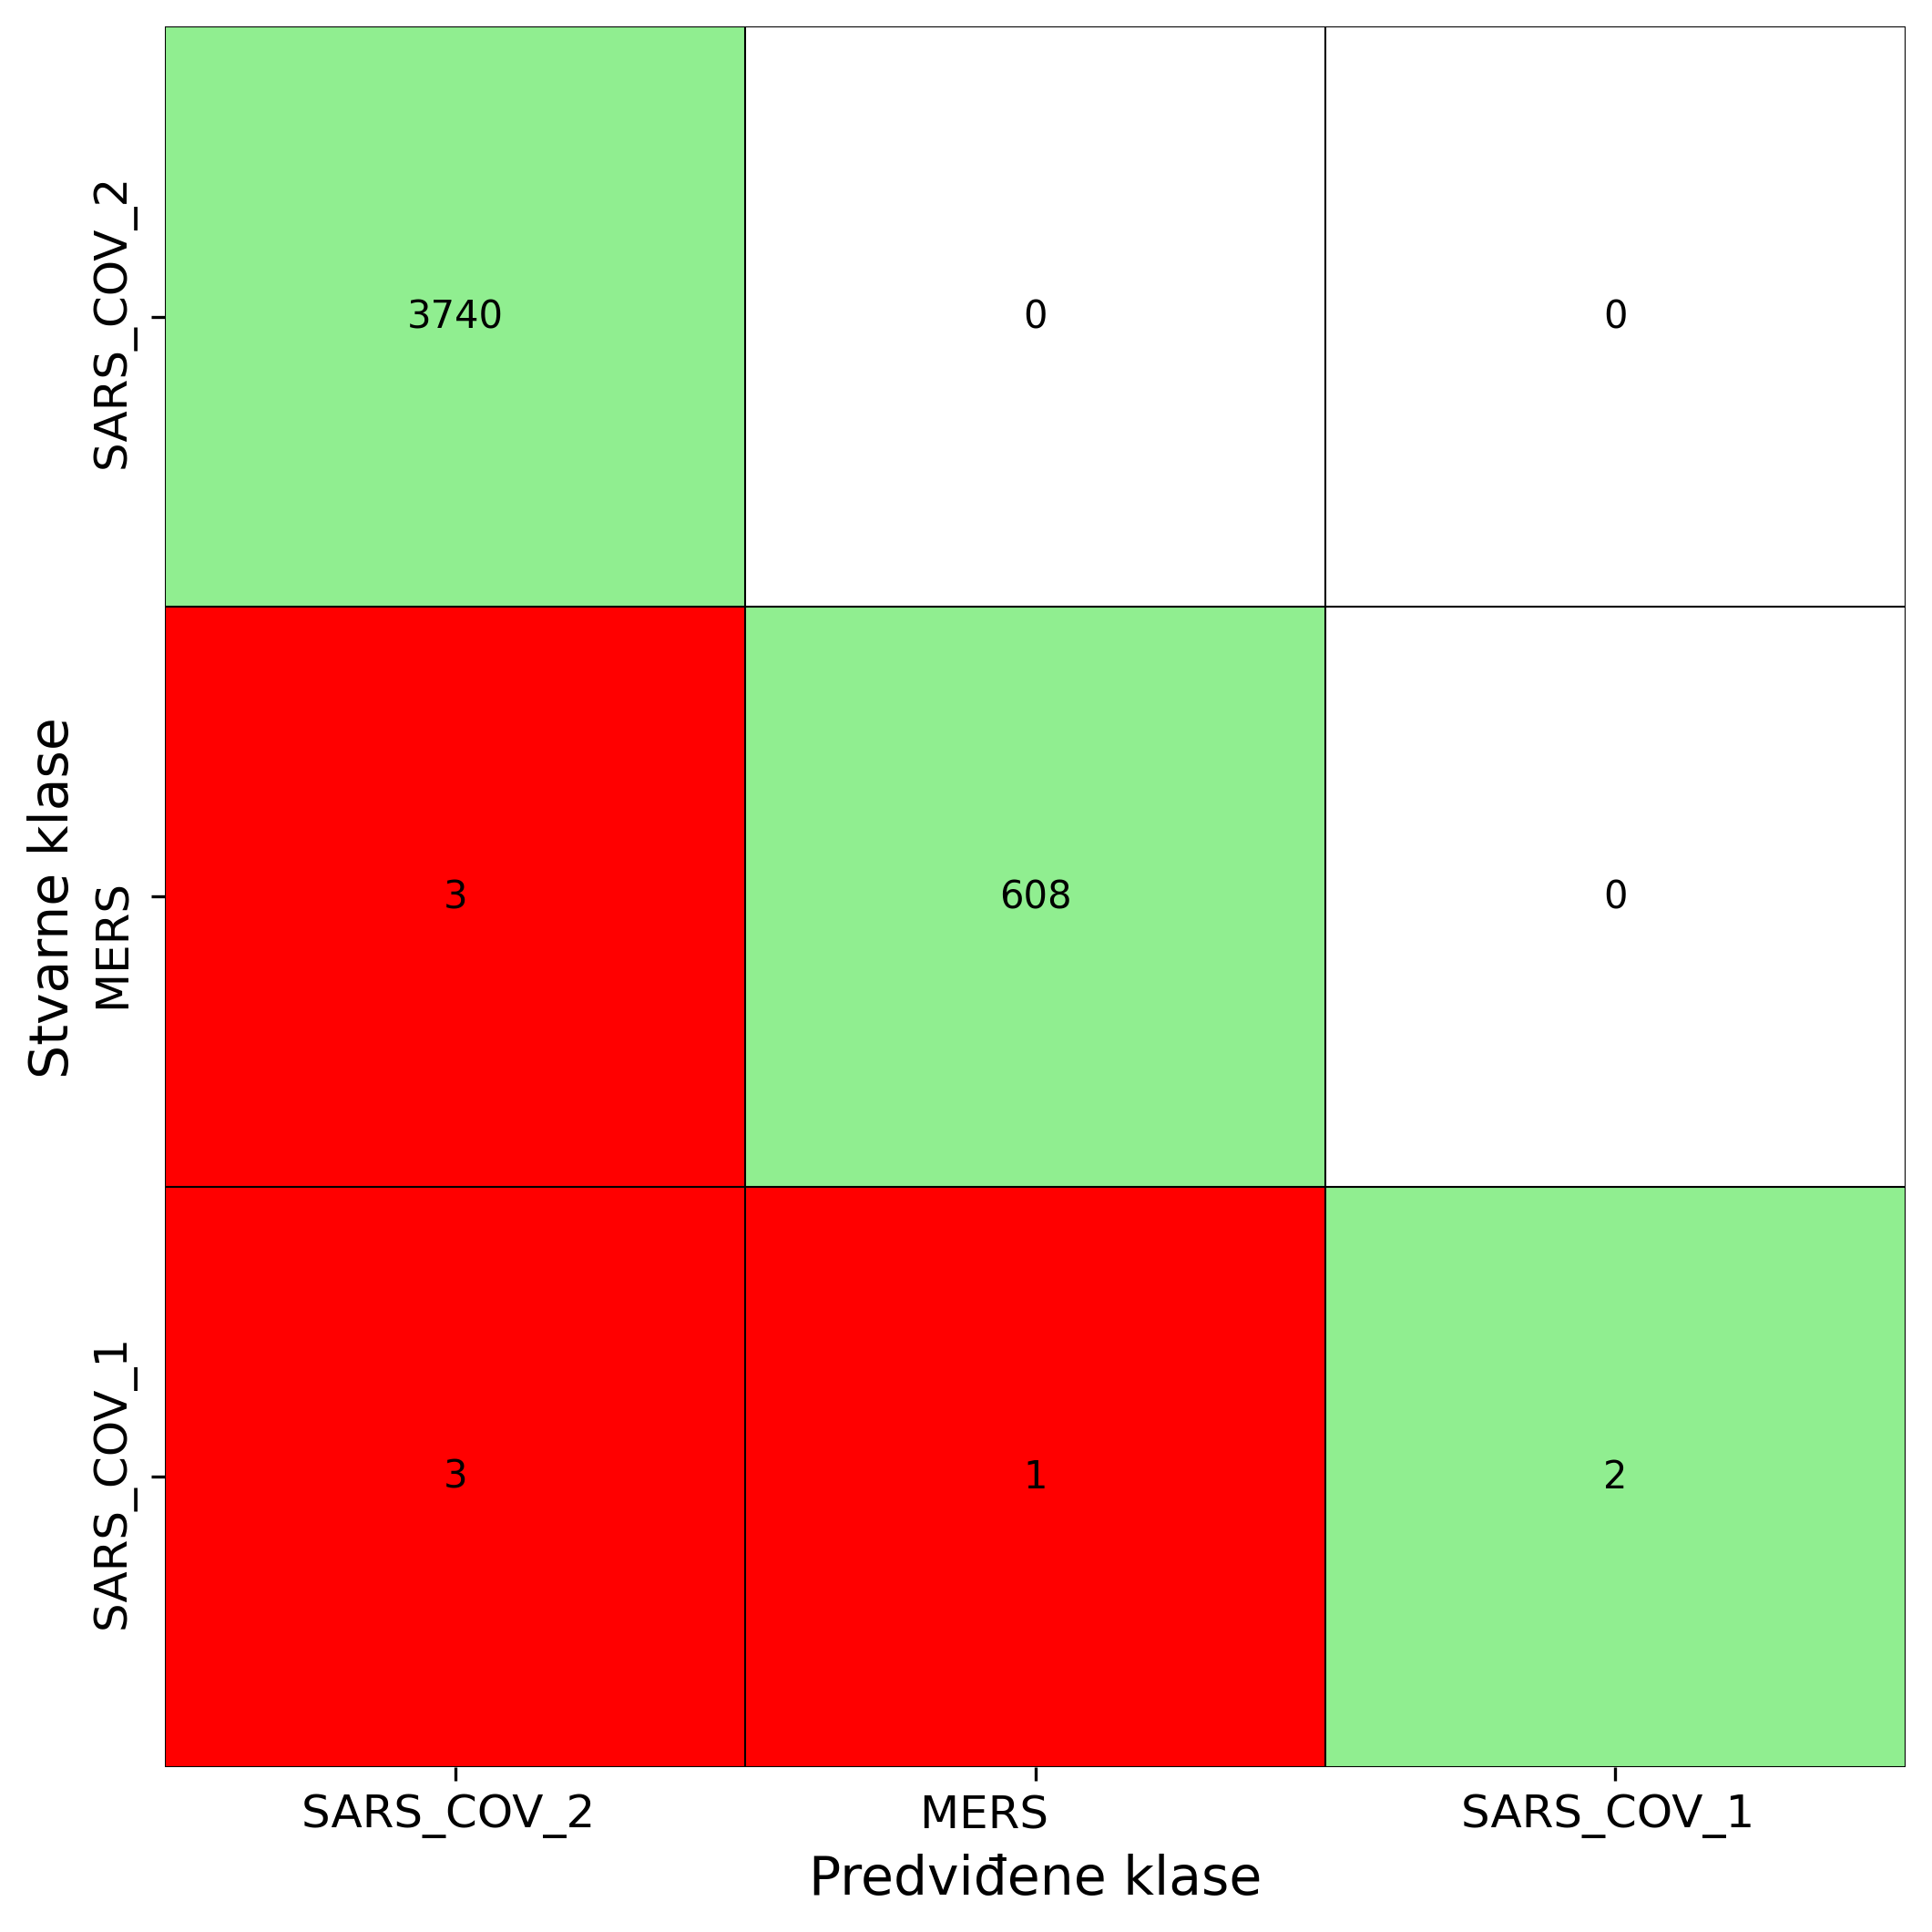 Stvarne klase
SARS_COV_2
3740 0 0
MERS
3 608 0
SARS_COV_1
3 1 2
SARS_COV_2 MERS SARS_COV_1
Predviđene klase